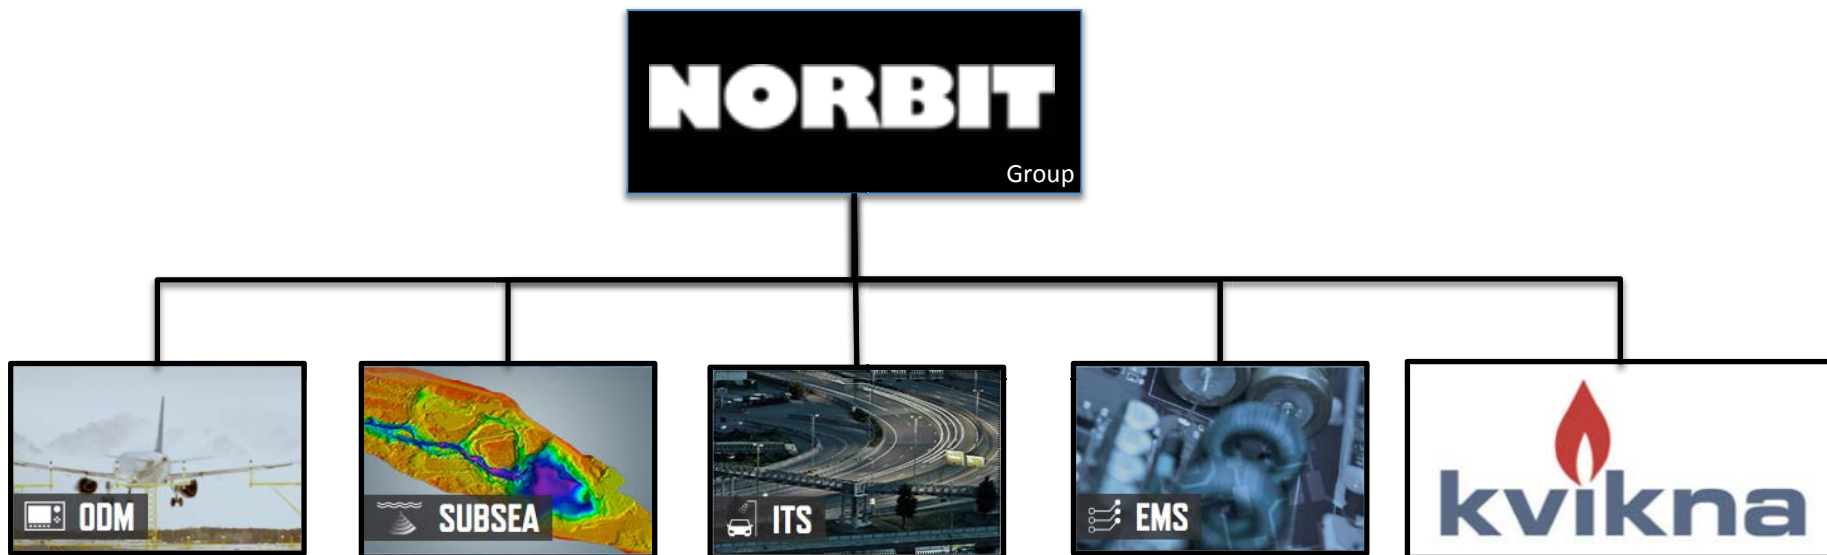 NORBIT
Group
ODM
SUBSEA
ITS
EMS
kvikna